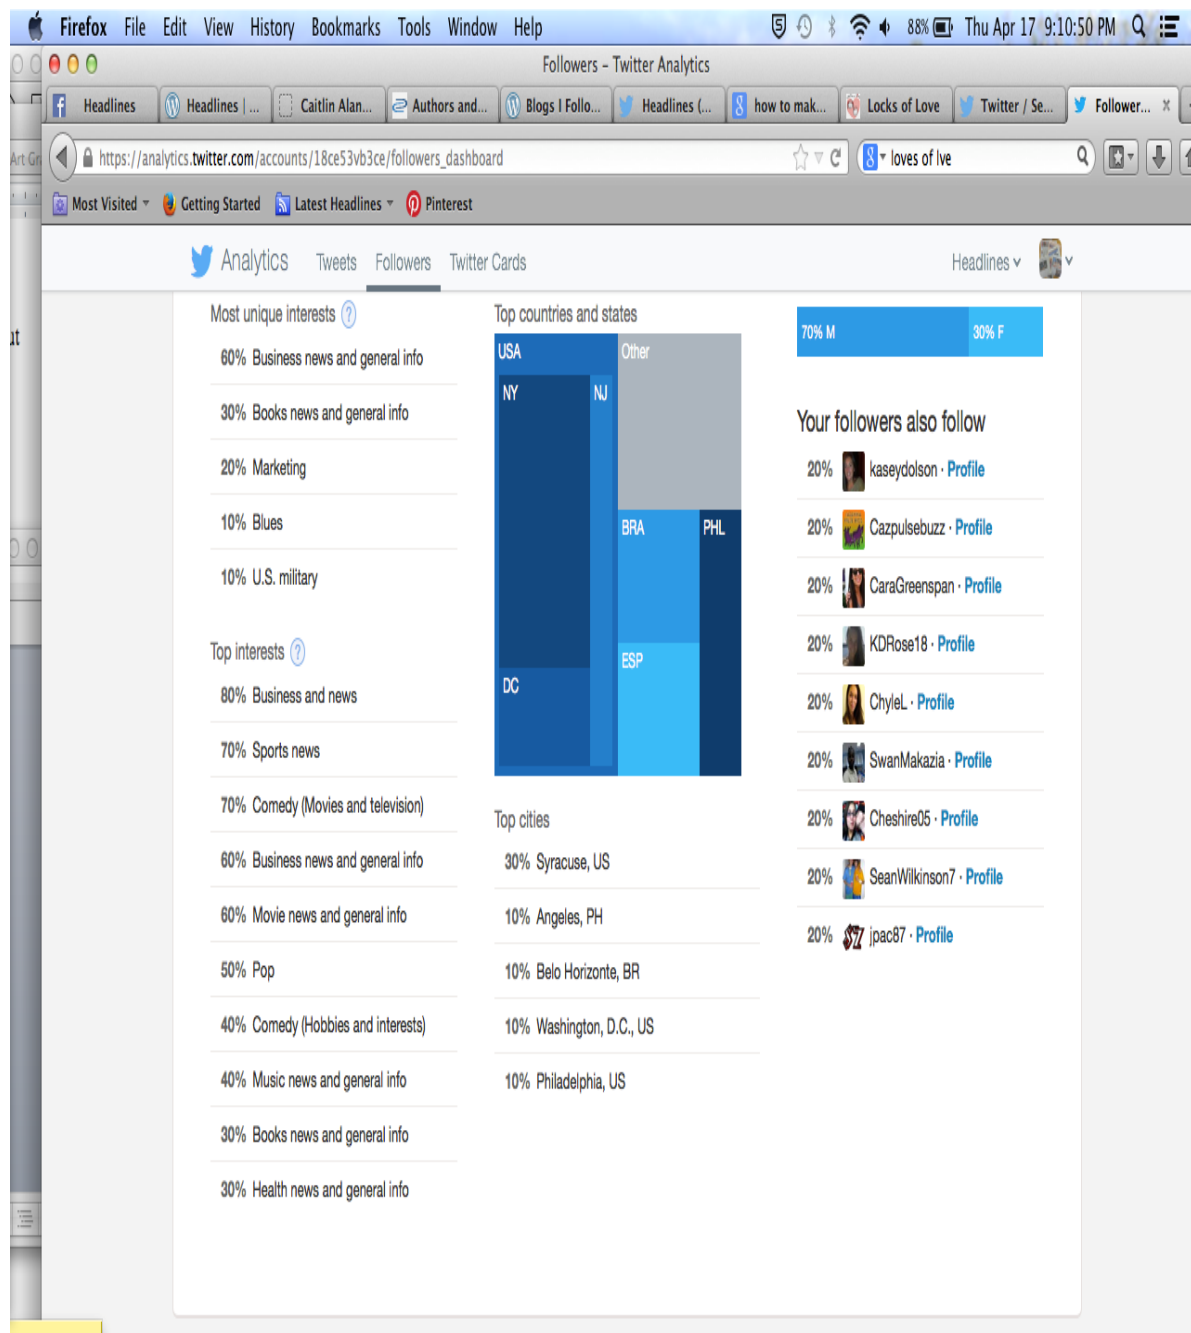 Firefox File Edit View History Bookmarks Tools Window Help 88% Thu Apr 17 9:10:50 PM
Followers – Twitter Analytics
Headlines Headlines | ... Caitlin Alan... Authors and... Blogs I Follo... Headlines (... how to mak... Locks of Love Twitter / Se... Follower...
https://analytics.twitter.com/accounts/18ce53vb3ce/followers_dashboard loves of lve
Most Visited Getting Started Latest Headlines Pinterest
Analytics Tweets Followers Twitter Cards Headlines
Most unique interests ?
60% Business news and general info
30% Books news and general info
20% Marketing
10% Blues
10% U.S. military
Top interests ?
80% Business and news
70% Sports news
70% Comedy (Movies and television)
60% Business news and general info
60% Movie news and general info
50% Pop
40% Comedy (Hobbies and interests)
40% Music news and general info
30% Books news and general info
30% Health news and general info
Top countries and states
USA Other
NY NJ
BRA PHL
ESP
DC
Top cities
30% Syracuse, US
10% Angeles, PH
10% Belo Horizonte, BR
10% Washington, D.C., US
10% Philadelphia, US
70% M 30% F
Your followers also follow
20% kaseydolson · Profile
20% Cazpulsebuzz · Profile
20% CaraGreenspan · Profile
20% KDRose18 · Profile
20% ChyleL · Profile
20% SwanMakazia · Profile
20% Cheshire05 · Profile
20% SeanWilkinson7 · Profile
20% jpac87 · Profile